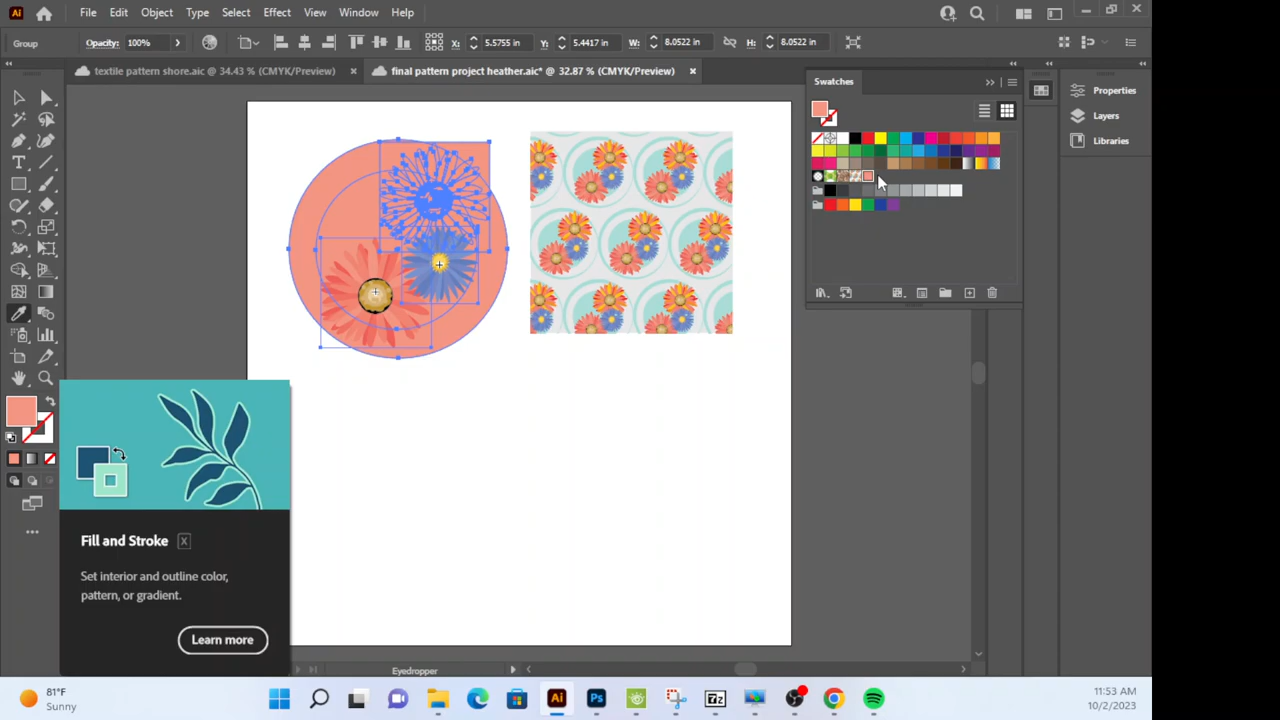 Ai File Edit Object Type Select Effect View Window Help
Group Opacity: 100% X: 5.5755 in Y: 5.4417 in W: 8.0522 in H: 8.0522 in
textile pattern shore.aic @ 34.43 % (CMYK/Preview) × final pattern project heather.aic* @ 32.87 % (CMYK/Preview) ×
Swatches
Properties
Layers
Libraries
Fill and Stroke X
Set interior and outline color,
pattern, or gradient.
Learn more
Eyedropper
81°F
Sunny
Ai Ps 7z
11:53 AM
10/2/2023